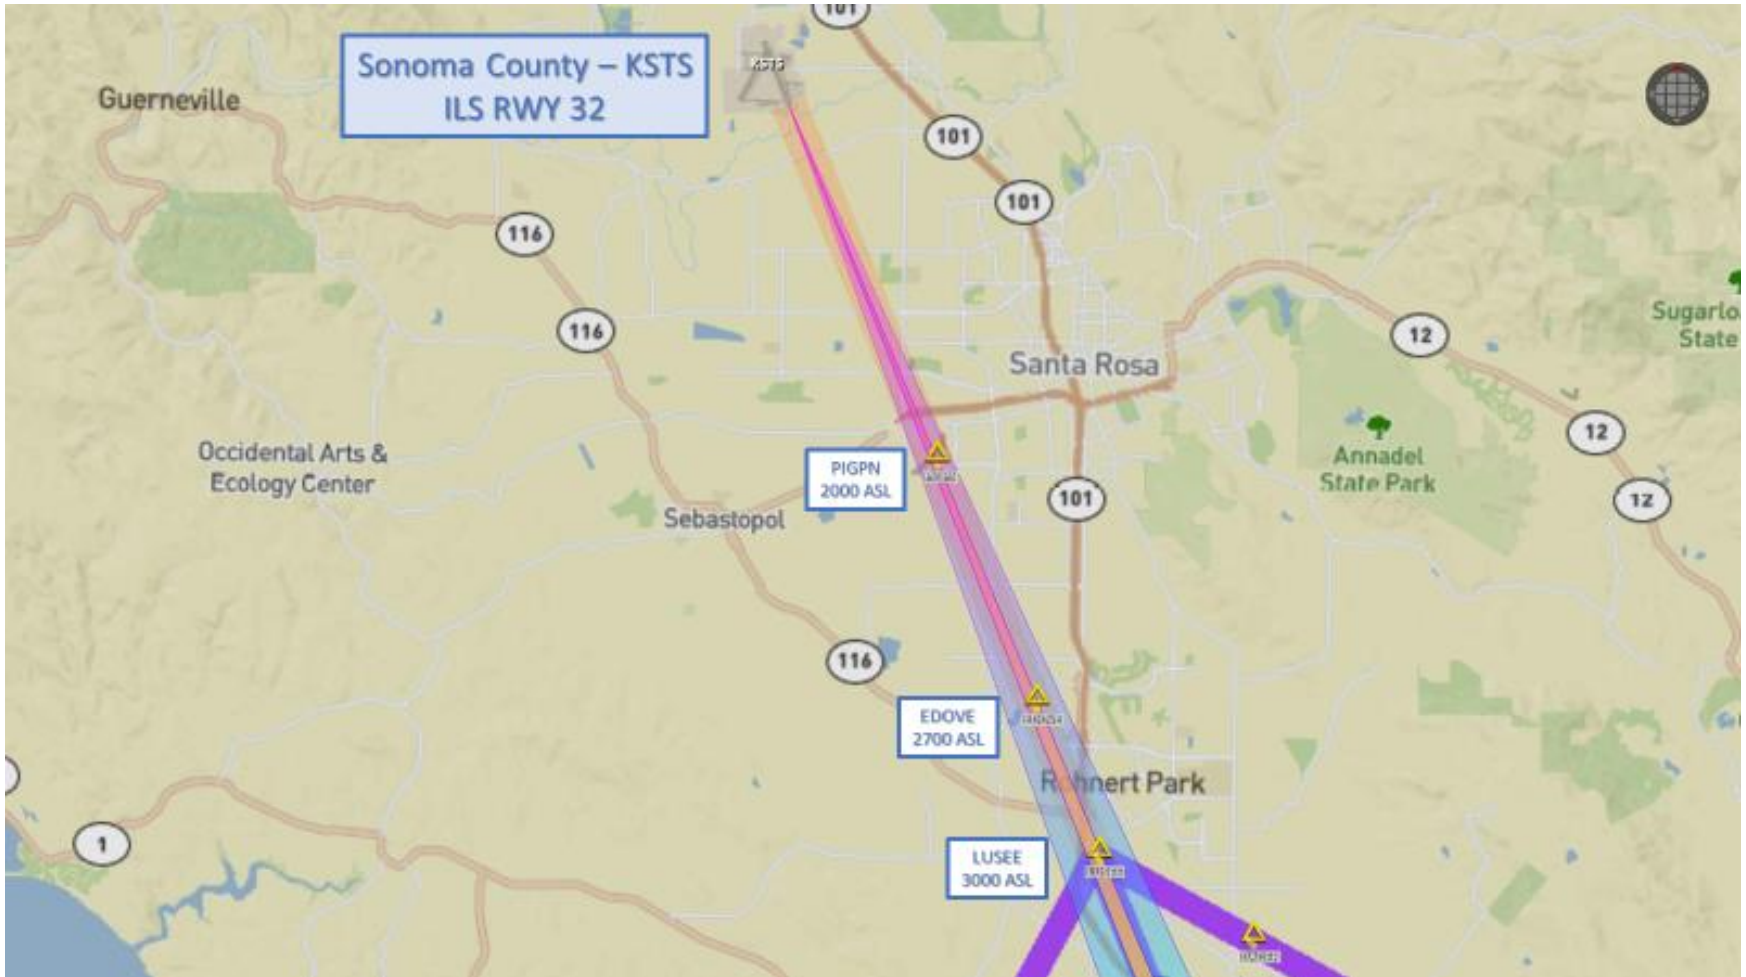 101
Sonoma County – KSTS
ILS RWY 32
KSTS
Guerneville
101
101
116
116
12
Sugarlo
State
Santa Rosa
12
Occidental Arts &
Ecology Center
Annadel
State Park
PIGPN
2000 ASL
101
12
Sebastopol
116
EDOVE
2700 ASL
Rohnert Park
1
LUSEE
3000 ASL
LUSEE